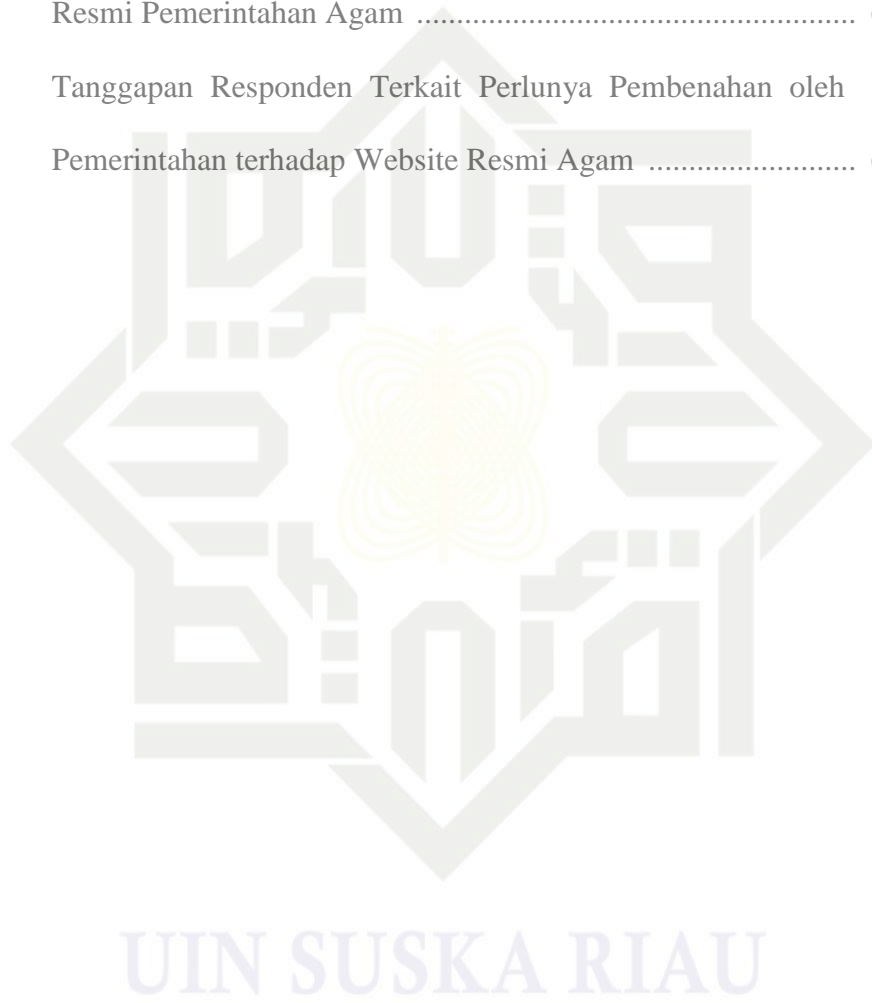 Resmi Pemerintahan Agam ........................................................
Tanggapan Responden Terkait Perlunya Pembenahan oleh
Pemerintahan terhadap Website Resmi Agam ..........................
UIN SUSKA RIAU